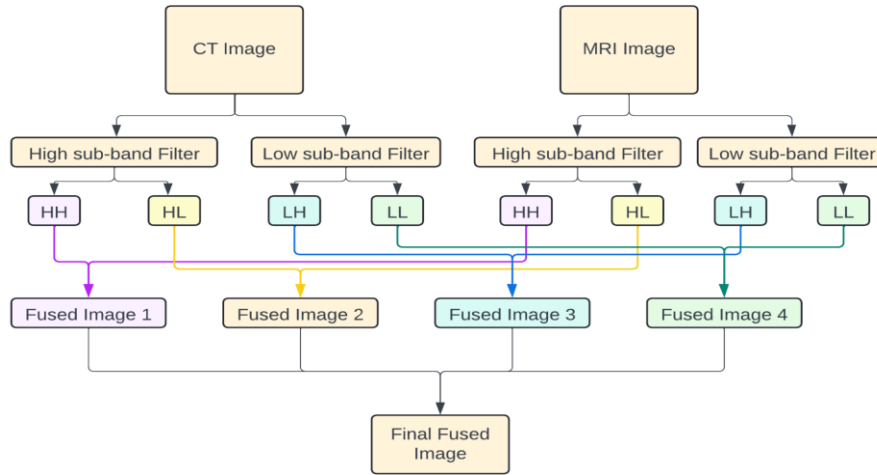 CT Image
MRI Image
High sub-band Filter
Low sub-band Filter
High sub-band Filter
Low sub-band Filter
HH
HL
LH
LL
HH
HL
LH
LL
Fused Image 1
Fused Image 2
Fused Image 3
Fused Image 4
Final Fused
Image